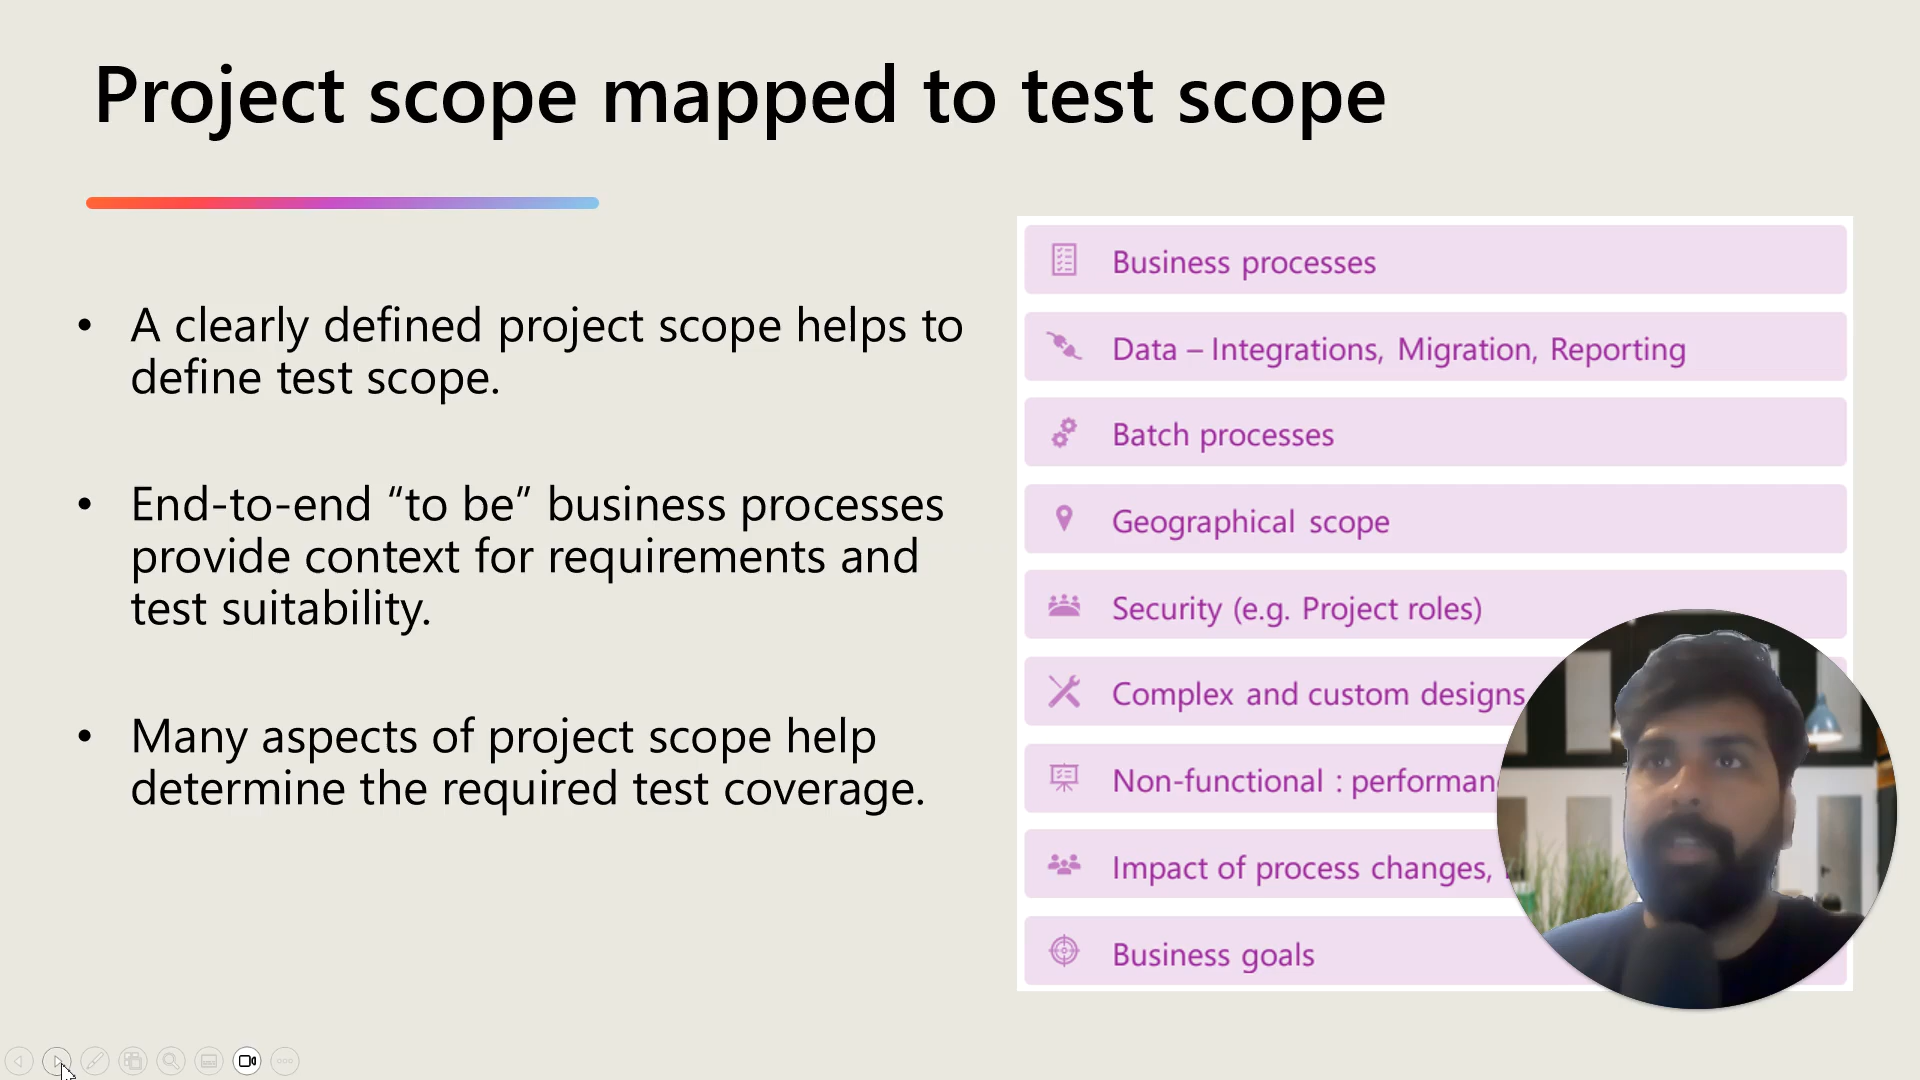 Project scope mapped to test scope
• A clearly defined project scope helps to
define test scope.
• End-to-end “to be” business processes
provide context for requirements and
test suitability.
• Many aspects of project scope help
determine the required test coverage.
Business processes
Data – Integrations, Migration, Reporting
Batch processes
Geographical scope
Security (e.g. Project roles)
Complex and custom designs
Non-functional :
Impact of process changes,
Business goals